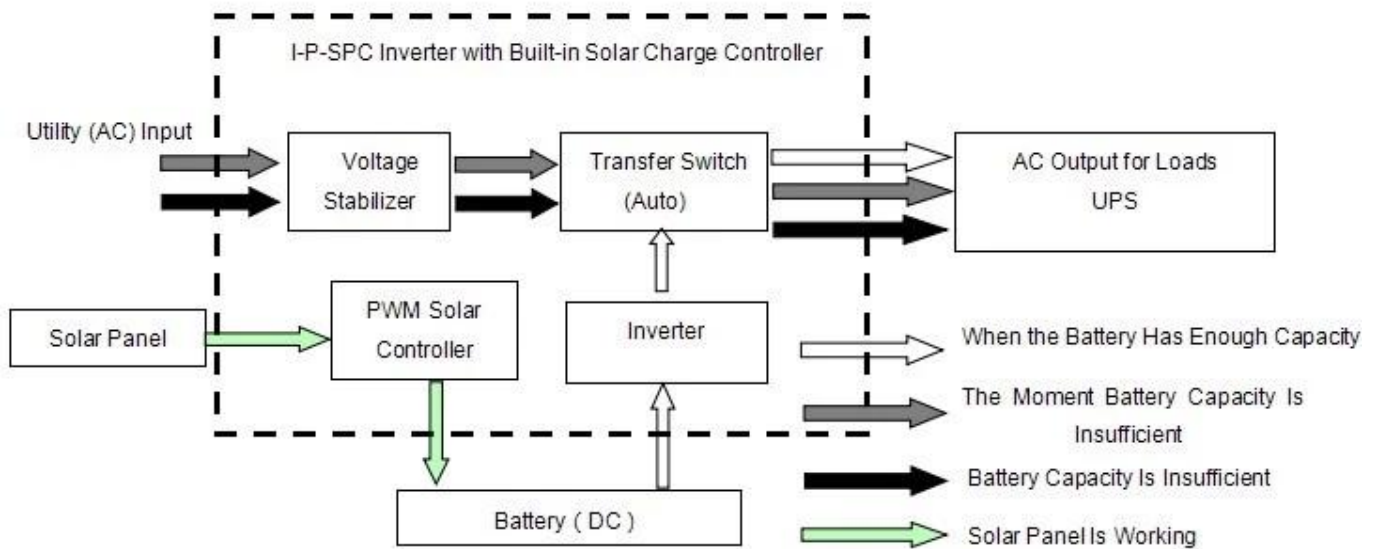 I-P-SPC Inverter with Built-in Solar Charge Controller
Utility (AC) Input
Voltage
Stabilizer
Transfer Switch
(Auto)
AC Output for Loads
UPS
Solar Panel
PWM Solar
Controller
Inverter
Battery ( DC )
When the Battery Has Enough Capacity
The Moment Battery Capacity Is
Insufficient
Battery Capacity Is Insufficient
Solar Panel Is Working